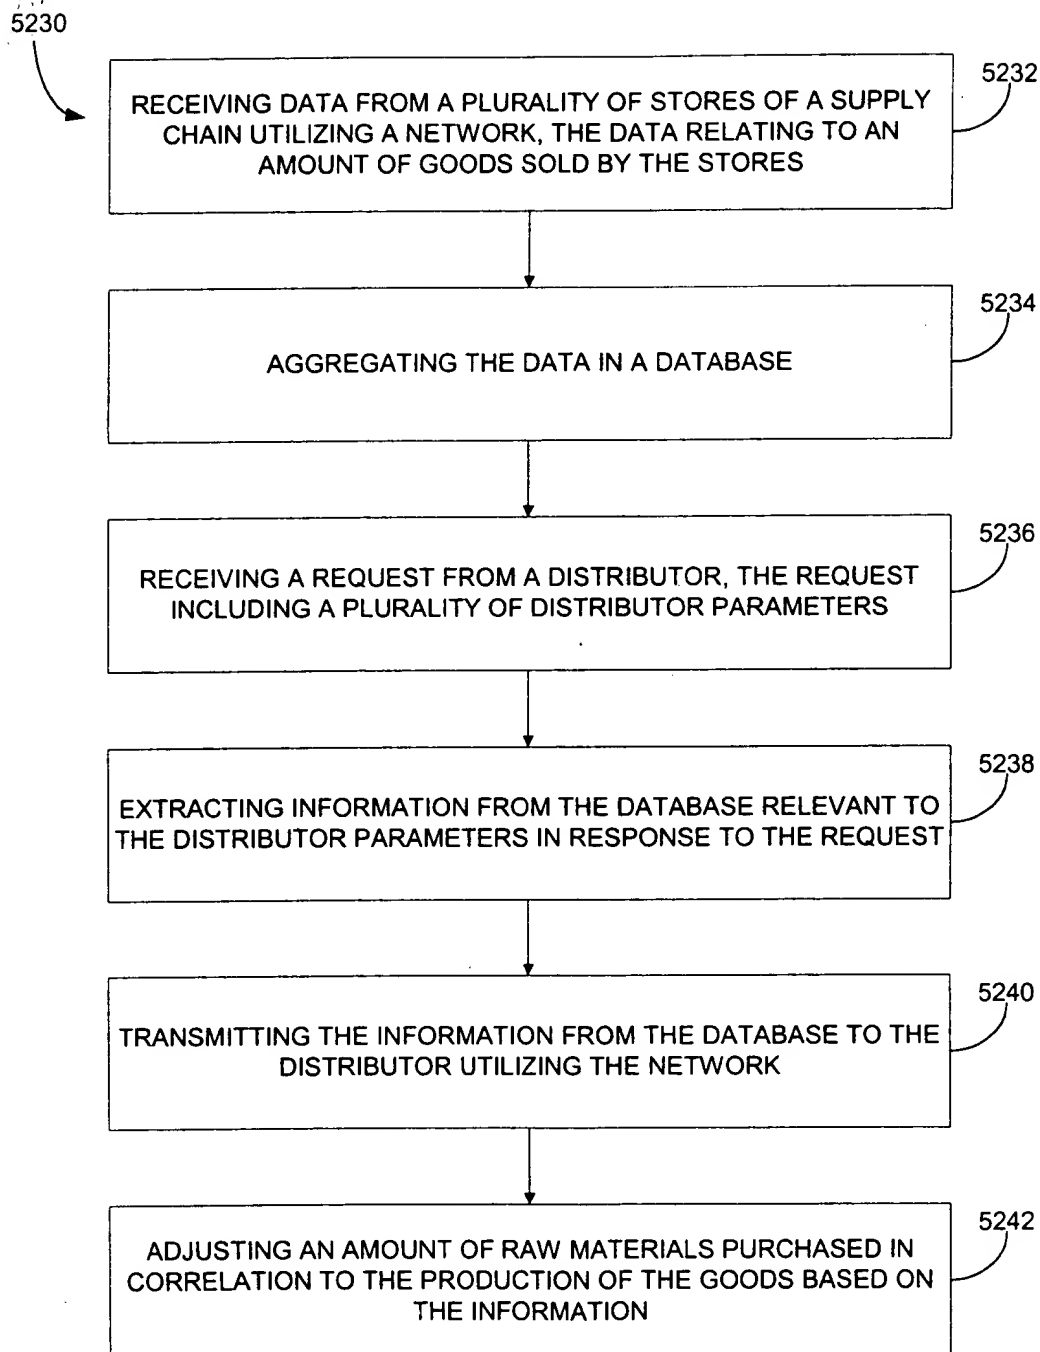 5230
5232
RECEIVING DATA FROM A PLURALITY OF STORES OF A SUPPLY
CHAIN UTILIZING A NETWORK, THE DATA RELATING TO AN
AMOUNT OF GOODS SOLD BY THE STORES
5234
AGGREGATING THE DATA IN A DATABASE
5236
RECEIVING A REQUEST FROM A DISTRIBUTOR, THE REQUEST
INCLUDING A PLURALITY OF DISTRIBUTOR PARAMETERS
5238
EXTRACTING INFORMATION FROM THE DATABASE RELEVANT TO
THE DISTRIBUTOR PARAMETERS IN RESPONSE TO THE REQUEST
5240
TRANSMITTING THE INFORMATION FROM THE DATABASE TO THE
DISTRIBUTOR UTILIZING THE NETWORK
5242
ADJUSTING AN AMOUNT OF RAW MATERIALS PURCHASED IN
CORRELATION TO THE PRODUCTION OF THE GOODS BASED ON
THE INFORMATION